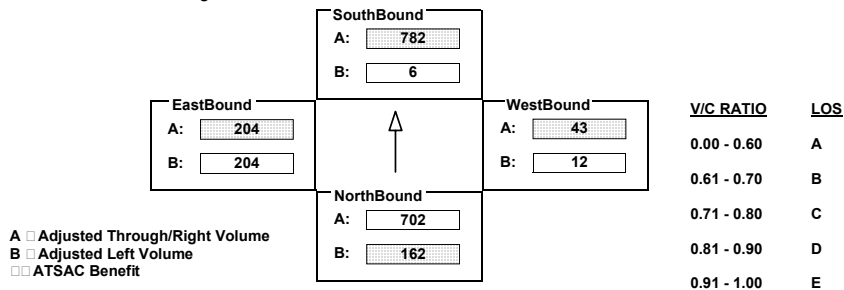 SouthBound
A: 782
B: 6
EastBound
A: 204
B: 204
WestBound
A: 43
B: 12
NorthBound
A: 702
B: 162
A □ Adjusted Through/Right Volume
B □ Adjusted Left Volume
□□ ATSAC Benefit
V/C RATIO LOS
0.00 - 0.60 A
0.61 - 0.70 B
0.71 - 0.80 C
0.81 - 0.90 D
0.91 - 1.00 E